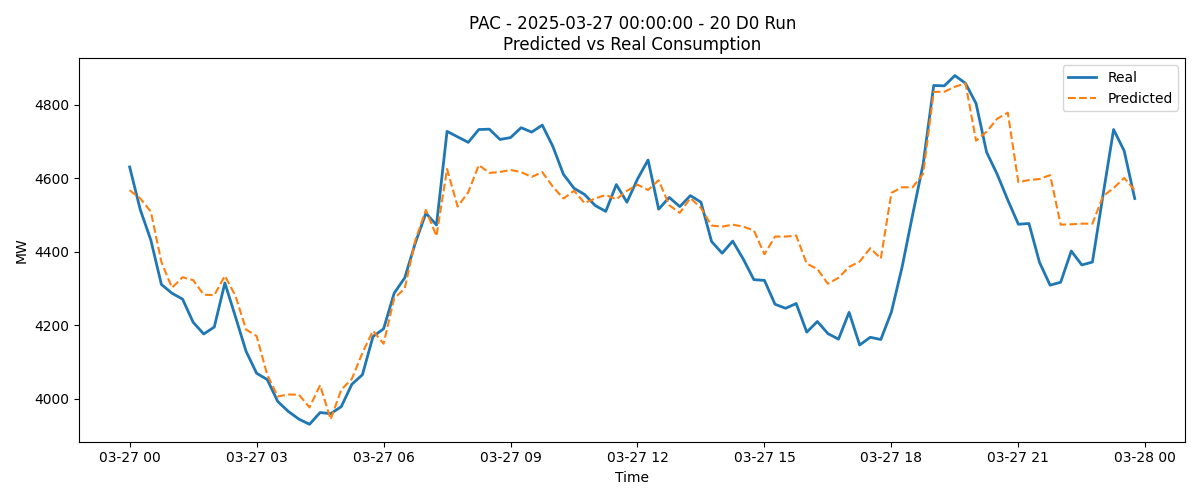 PAC - 2025-03-27 00:00:00 - 20 D0 Run
Predicted vs Real Consumption
Real
Predicted
MW
4800
4600
4400
4200
4000
03-27 00
03-27 03
03-27 06
03-27 09
03-27 12
03-27 15
03-27 18
03-27 21
03-28 00
Time